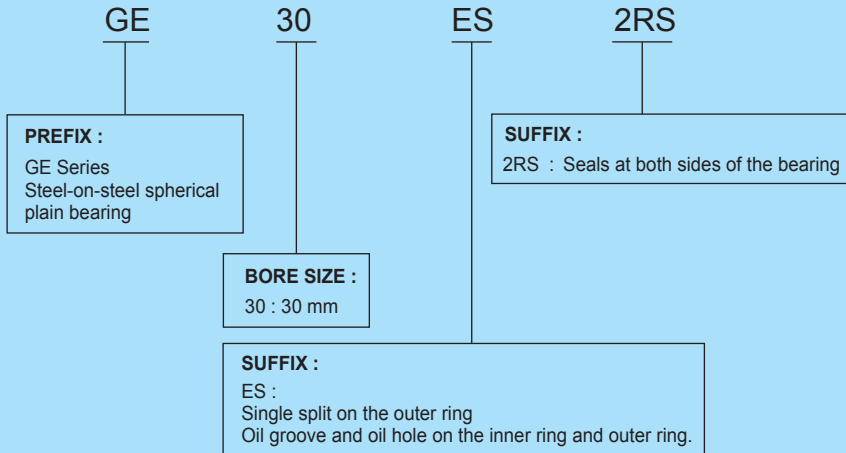 GE 30 ES 2RS
PREFIX :
GE Series
Steel-on-steel spherical
plain bearing
SUFFIX :
2RS : Seals at both sides of the bearing
BORE SIZE :
30 : 30 mm
SUFFIX :
ES :
Single split on the outer ring
Oil groove and oil hole on the inner ring and outer ring.